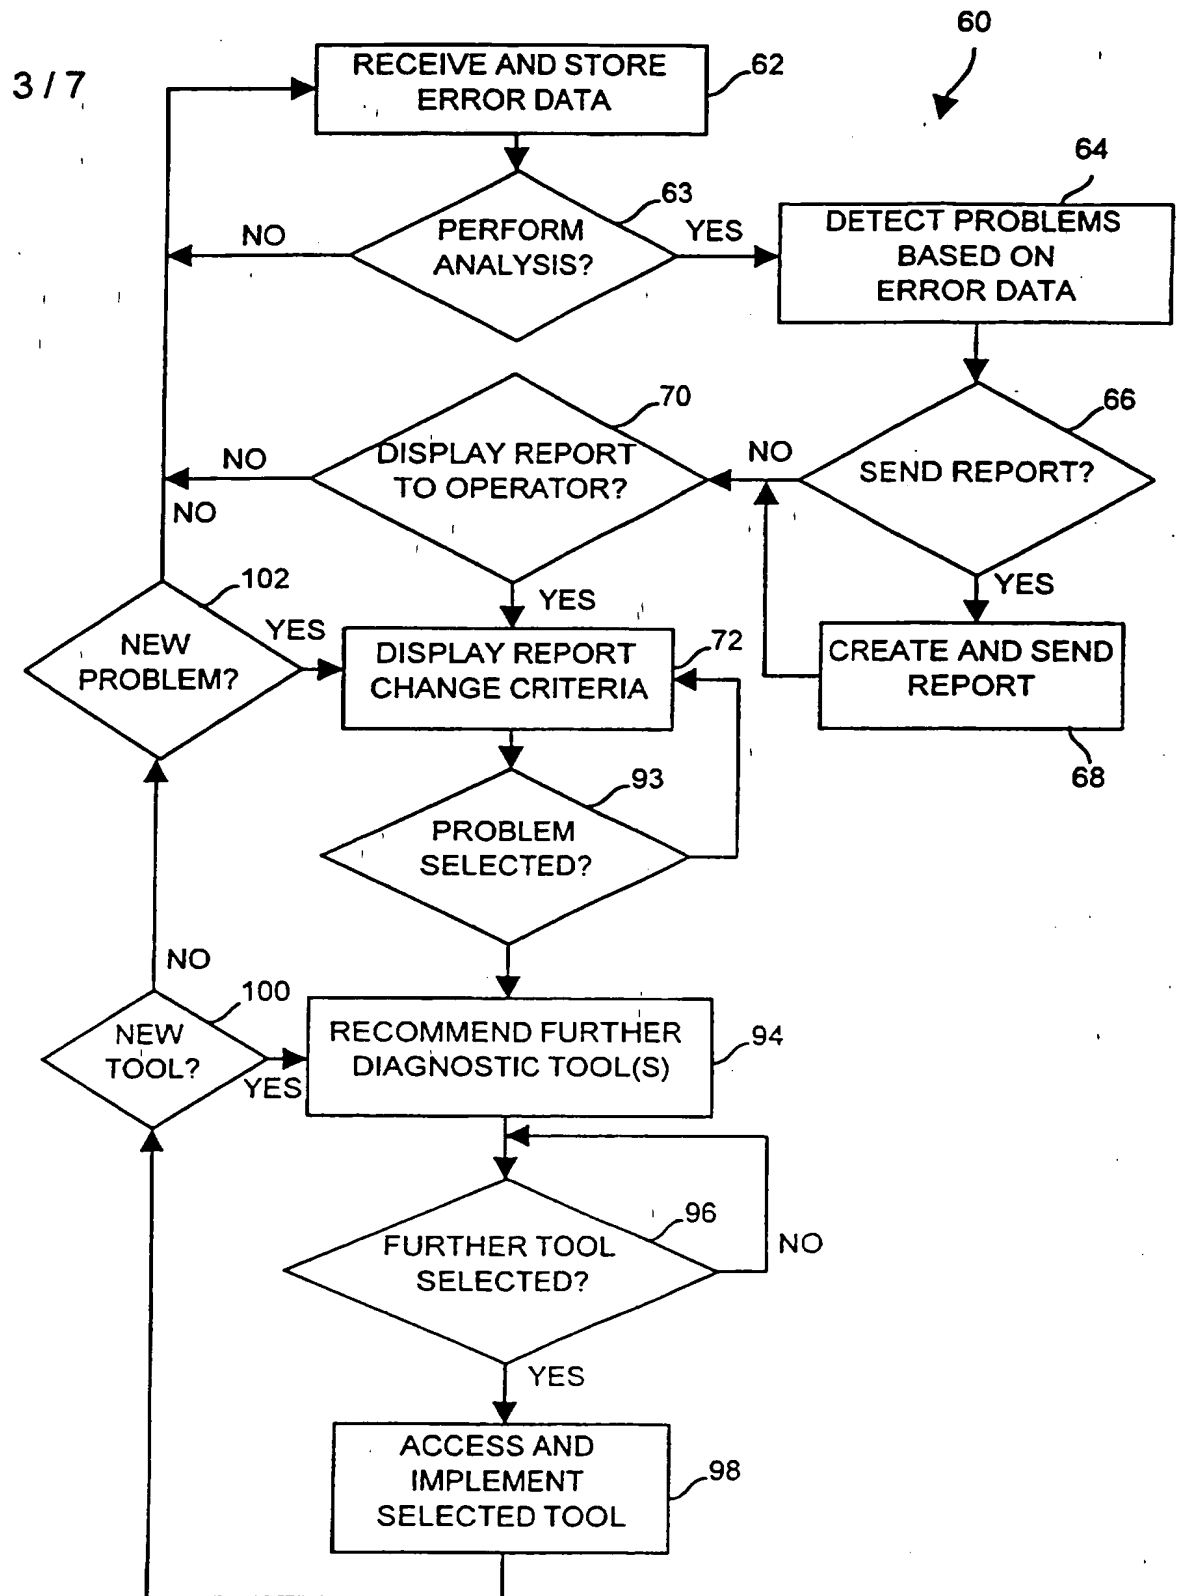 60
3 / 7
RECEIVE AND STORE
ERROR DATA
62
64
63
PERFORM
ANALYSIS?
NO
YES
DETECT PROBLEMS
BASED ON
ERROR DATA
70
66
DISPLAY REPORT
TO OPERATOR?
NO
NO
SEND REPORT?
NO
YES
YES
102
NEW
PROBLEM?
YES
DISPLAY REPORT
CHANGE CRITERIA
72
CREATE AND SEND
REPORT
68
93
PROBLEM
SELECTED?
NO
100
NEW
TOOL?
YES
RECOMMEND FURTHER
DIAGNOSTIC TOOL(S)
94
96
FURTHER TOOL
SELECTED?
NO
YES
ACCESS AND
IMPLEMENT
SELECTED TOOL
98